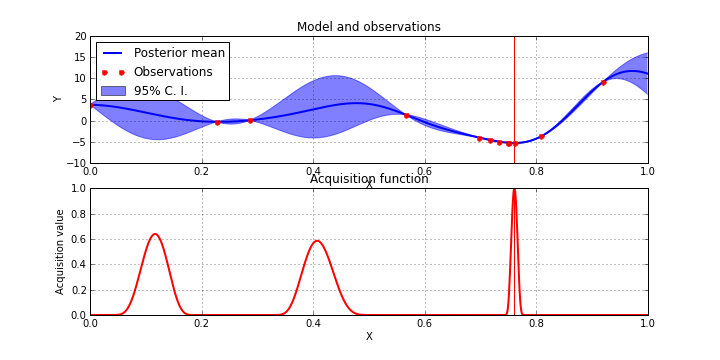 Model and observations
20
15
10
5
0
−5
−10
Y
Posterior mean
Observations
95% C. I.
0.0 0.2 0.4 0.6 0.8 1.0
X
Acquisition function
1.0
0.8
0.6
0.4
0.2
0.0
Acquisition value
0.0 0.2 0.4 0.6 0.8 1.0
X